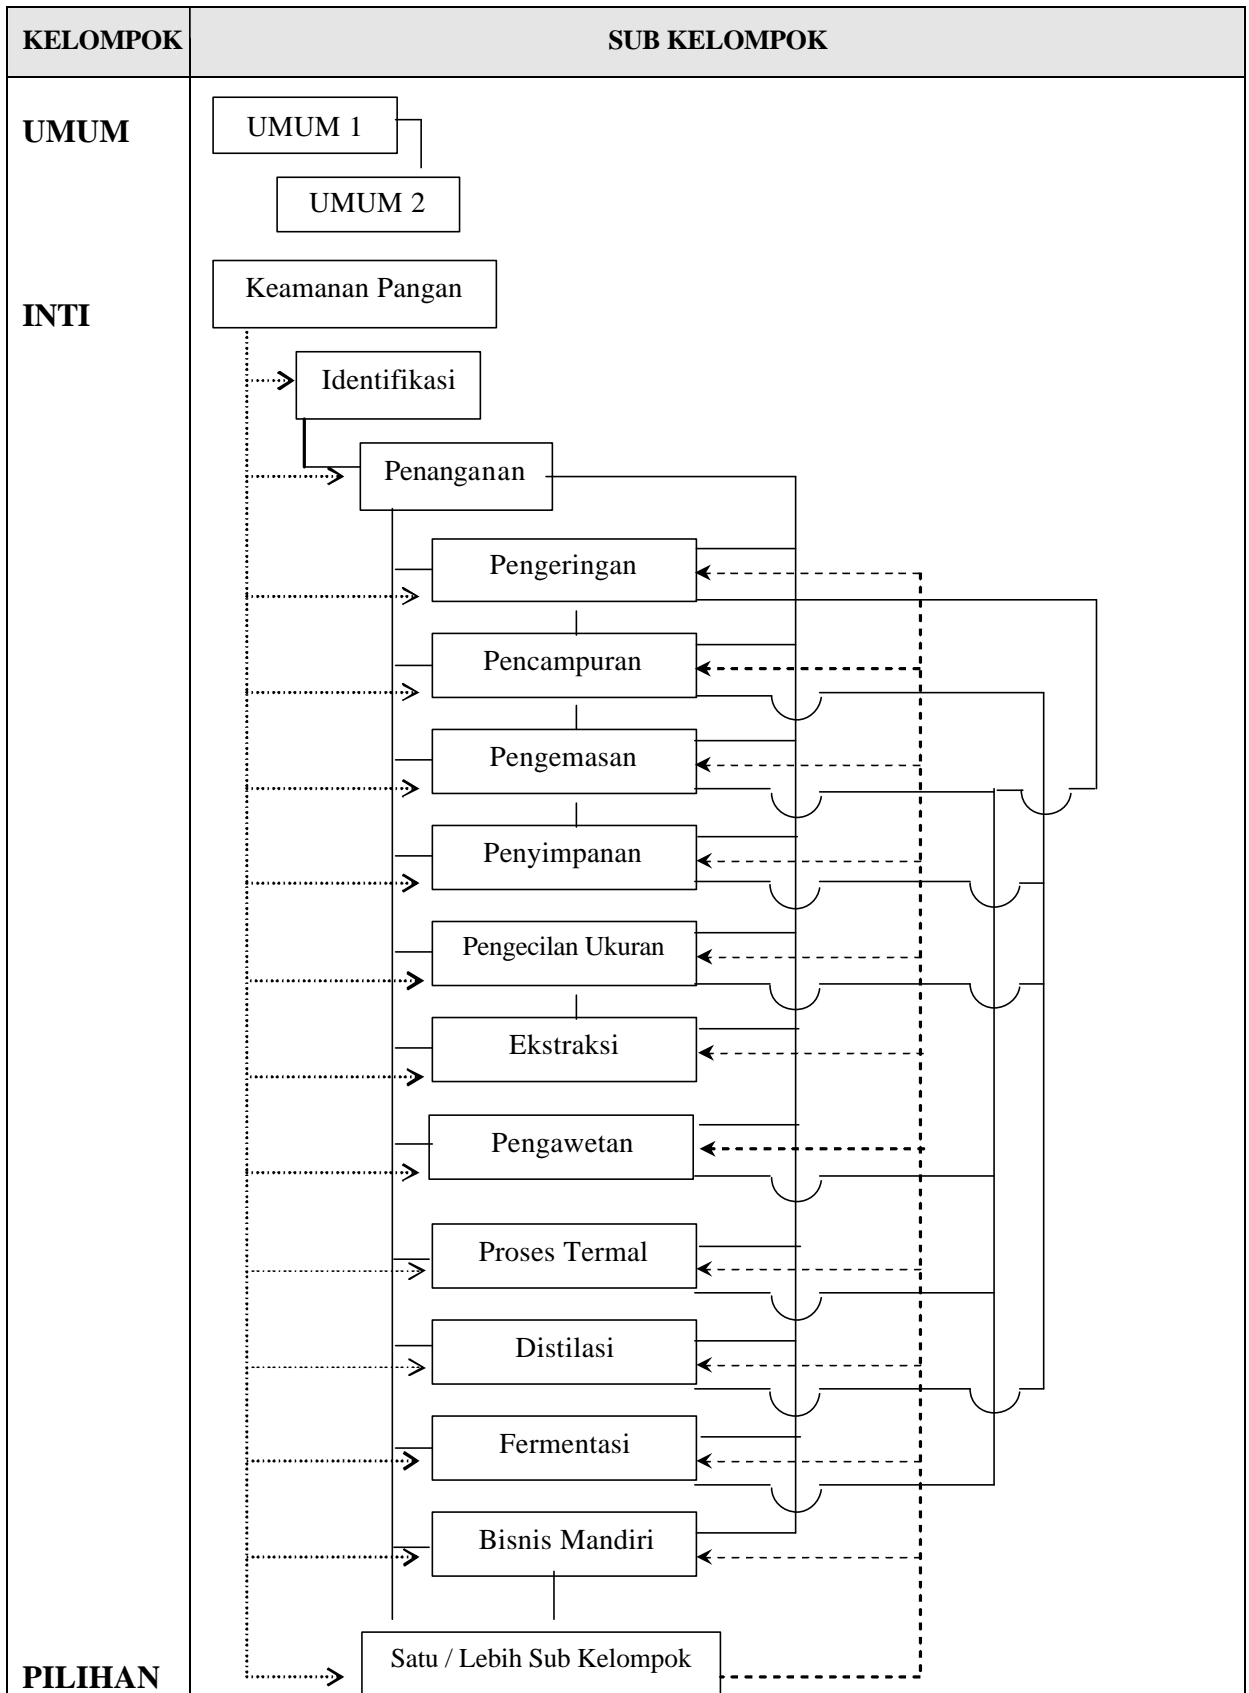 KELOMPOK
SUB KELOMPOK
UMUM
UMUM 1
UMUM 2
INTI
Keamanan Pangan
Identifikasi
Penanganan
Pengeringan
Pencampuran
Pengemasan
Penyimpanan
Pengecilan Ukuran
Ekstraksi
Pengawetan
Proses Termal
Distilasi
Fermentasi
Bisnis Mandiri
PILIHAN
Satu / Lebih Sub Kelompok